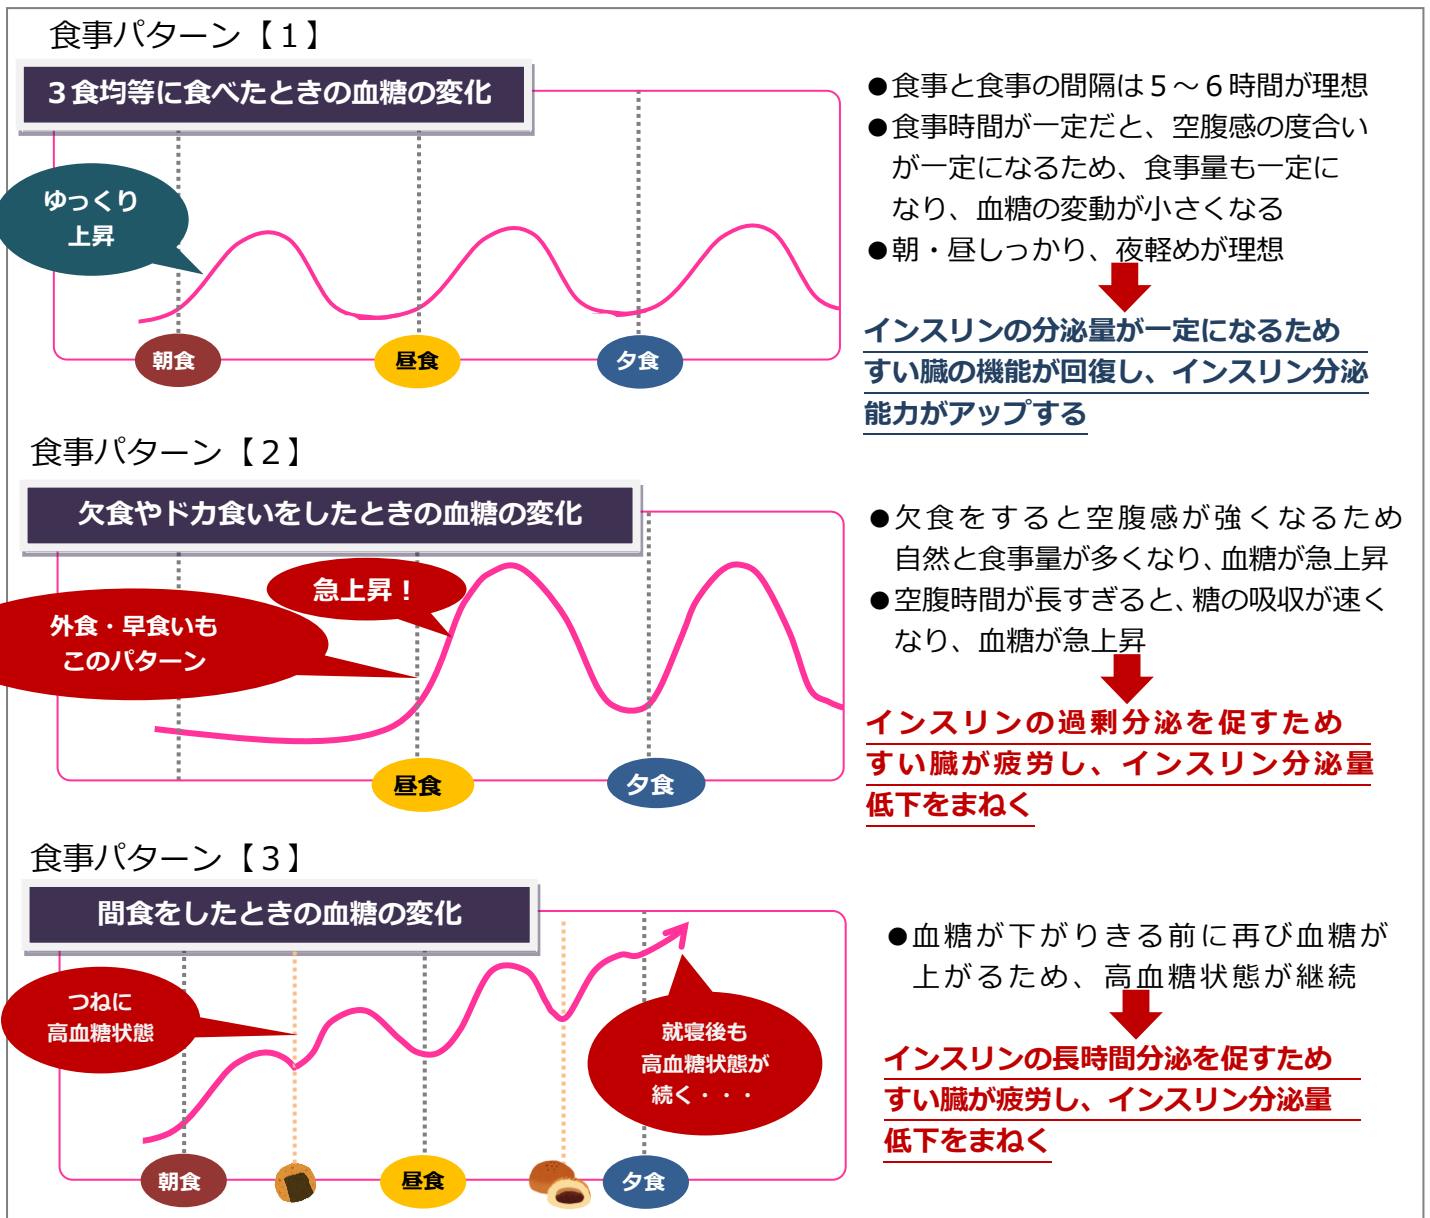 食事パターン【１】
３食均等に食べたときの血糖の変化
ゆっくり
上昇
朝食
昼食
夕食
●食事と食事の間隔は５～６時間が理想
●食事時間が一定だと、空腹感の度合い
が一定になるため、食事量も一定に
なり、血糖の変動が小さくなる
●朝・昼しっかり、夜軽めが理想
インスリンの分泌量が一定になるため
すい臓の機能が回復し、インスリン分泌
能力がアップする
食事パターン【２】
欠食やドカ食いをしたときの血糖の変化
急上昇！
外食・早食いも
このパターン
昼食
夕食
●欠食をすると空腹感が強くなるため
自然と食事量が多くなり、血糖が急上昇
●空腹時間が長すぎると、糖の吸収が速く
なり、血糖が急上昇
インスリンの過剰分泌を促すため
すい臓が疲労し、インスリン分泌量
低下をまねく
食事パターン【３】
間食をしたときの血糖の変化
つねに
高血糖状態
就寝後も
高血糖状態が
続く・・・
朝食
昼食
夕食
●血糖が下がりきる前に再び血糖が
上がるため、高血糖状態が継続
インスリンの長時間分泌を促すため
すい臓が疲労し、インスリン分泌量
低下をまねく